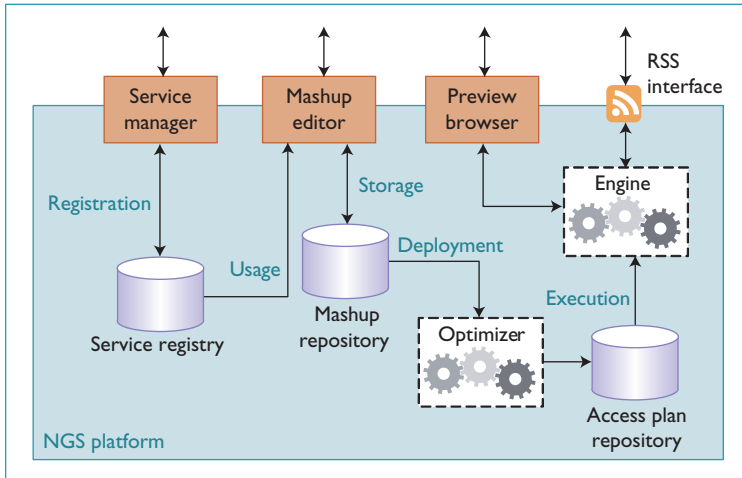 RSS
interface
Service
manager
Mashup
editor
Preview
browser
Engine
Registration
Storage
Usage
Deployment
Execution
Service registry
Mashup
repository
Optimizer
Access plan
repository
NGS platform